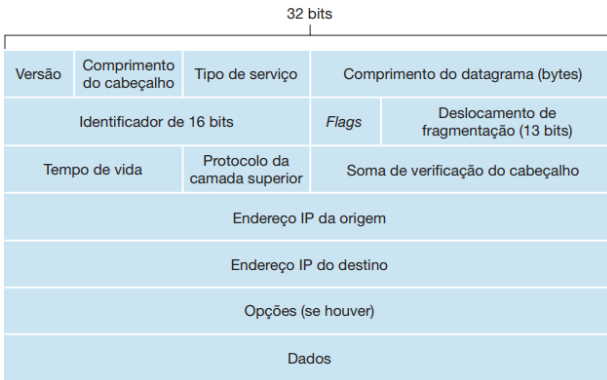 32 bits
Versão
Comprimento
do cabeçalho
Tipo de serviço
Comprimento do datagrama (bytes)
Identificador de 16 bits
Flags
Deslocamento de
fragmentação (13 bits)
Tempo de vida
Protocolo da
camada superior
Soma de verificação do cabeçalho
Endereço IP da origem
Endereço IP do destino
Opções (se houver)
Dados